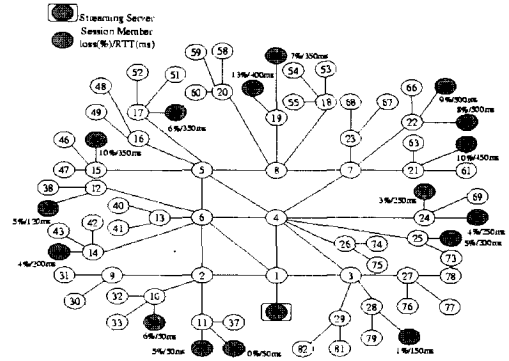 Streaming Server
Session Member
loss(%)/RTT(ms)
59 58 7%/350ms
52 51 60 20 13%/400ms 54 53 66 9%/300ms
48 55 18 68 67 8%/300ms
49 17 6%/350ms 19 22
46 16 23 63
10%/350ms 10%/450ms
47 15 5 8 7 21 61
38 12 3%/250ms
5%/130ms 40 69
42 13 6 4 24 4%/250ms
43 41 26 74 25 5%/200ms
4%/200ms 14 75 73
31 9 2 1 3 27 78
30 32 10 28 76 77
33 11 37 29
6%/50ms 82 81 79 1%/150ms
5%/50ms 0%/50ms